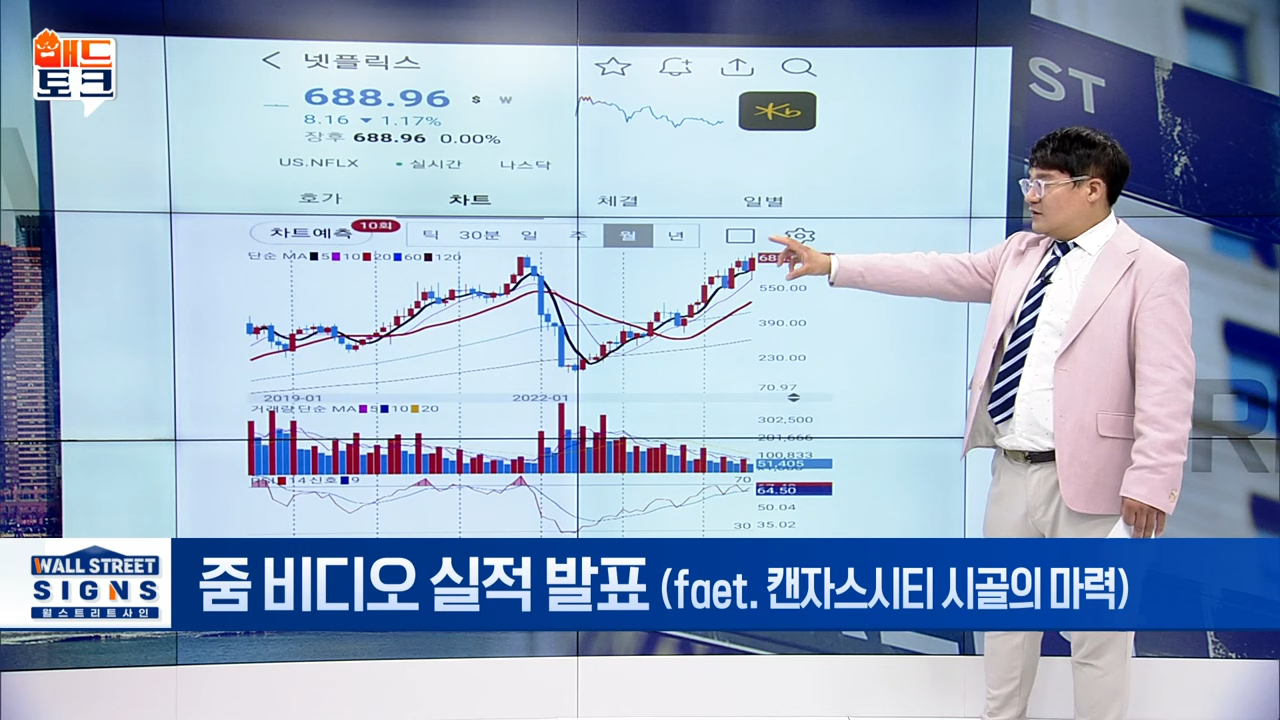 매드
토크
ST
넷플릭스
688.96 $ ₩
8.16 ▼ 1.17%
장후 688.96 0.00%
US.NFLX 실시간 나스닥
호가 차트 체결 일별
차트예측 10회 틱 30분 일 주 월 년
단순 MA 5 10 20 60 120
550.00
390.00
230.00
70.97
2019-01 2022-01
거래량단순 MA 5 10 20
302,500
201,666
100,833
51,405
14 신호 9
70
64.50
50.04
30 35.02
WALL STREET
SIGNS
월스트리트사인
줌 비디오 실적 발표 (faet. 캔자스시티 시골의 마력)